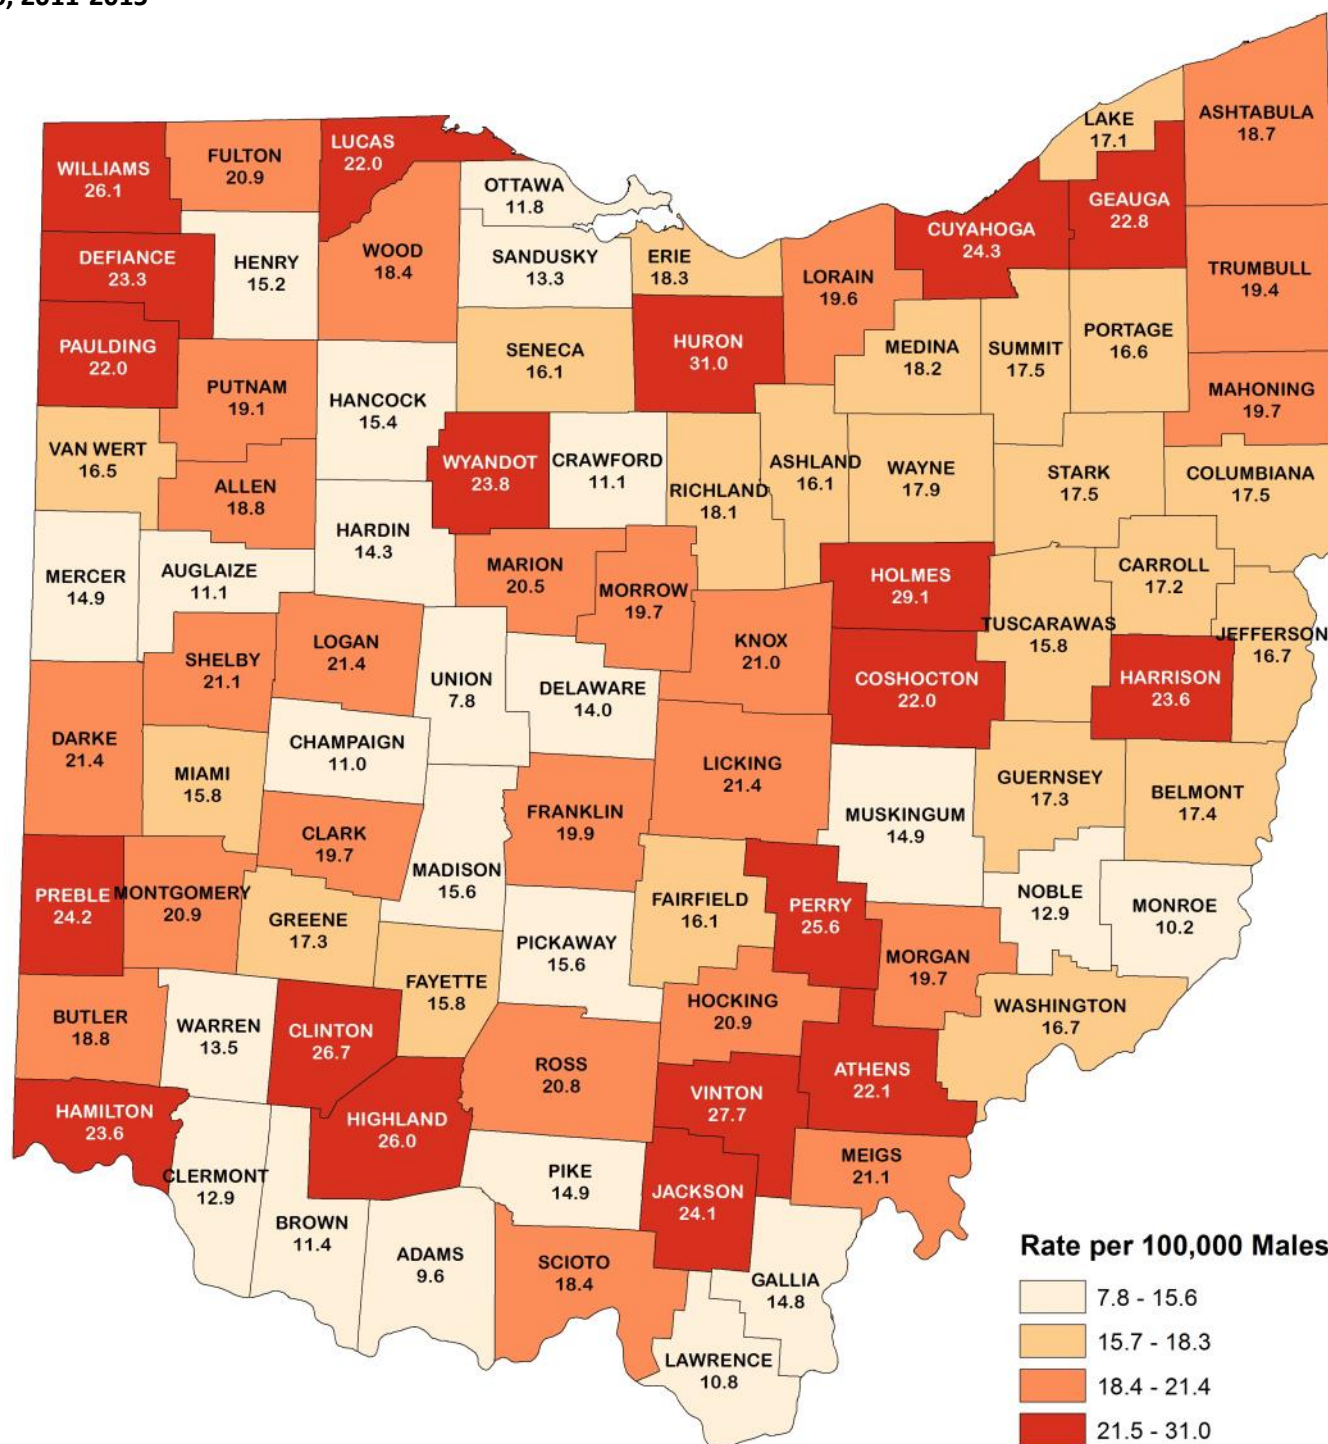 , 2011-2015
ASHTABULA
18.7
LAKE
17.1
LUCAS
22.0
FULTON
20.9
WILLIAMS
26.1
OTTAWA
11.8
GEAUGA
22.8
CUYAHOGA
24.3
WOOD
18.4
SANDUSKY
13.3
ERIE
18.3
DEFIANCE
23.3
HENRY
15.2
LORAIN
19.6
TRUMBULL
19.4
PORTAGE
16.6
PAULDING
22.0
SENECA
16.1
HURON
31.0
MEDINA
18.2
SUMMIT
17.5
PUTNAM
19.1
HANCOCK
15.4
MAHONING
19.7
VAN WERT
16.5
WYANDOT
23.8
CRAWFORD
11.1
ASHLAND
16.1
WAYNE
17.9
STARK
17.5
COLUMBIANA
17.5
ALLEN
18.8
RICHLAND
18.1
HARDIN
14.3
MERCER
14.9
AUGLAIZE
11.1
MARION
20.5
MORROW
19.7
HOLMES
29.1
CARROLL
17.2
TUSCARAWAS
15.8
JEFFERSON
16.7
LOGAN
21.4
KNOX
21.0
SHELBY
21.1
UNION
7.8
DELAWARE
14.0
COSHOCTON
22.0
HARRISON
23.6
DARKE
21.4
CHAMPAIGN
11.0
MIAMI
15.8
LICKING
21.4
GUERNSEY
17.3
BELMONT
17.4
FRANKLIN
19.9
MUSKINGUM
14.9
CLARK
19.7
MADISON
15.6
PREBLE
24.2
MONTGOMERY
20.9
GREENE
17.3
FAIRFIELD
16.1
PERRY
25.6
NOBLE
12.9
MONROE
10.2
PICKAWAY
15.6
MORGAN
19.7
FAYETTE
15.8
HOCKING
20.9
WASHINGTON
16.7
BUTLER
18.8
WARREN
13.5
CLINTON
26.7
ROSS
20.8
ATHENS
22.1
VINTON
27.7
HAMILTON
23.6
HIGHLAND
26.0
MEIGS
21.1
CLERMONT
12.9
PIKE
14.9
JACKSON
24.1
BROWN
11.4
ADAMS
9.6
SCIOTO
18.4
GALLIA
14.8
LAWRENCE
10.8
Rate per 100,000 Males
7.8 - 15.6
15.7 - 18.3
18.4 - 21.4
21.5 - 31.0